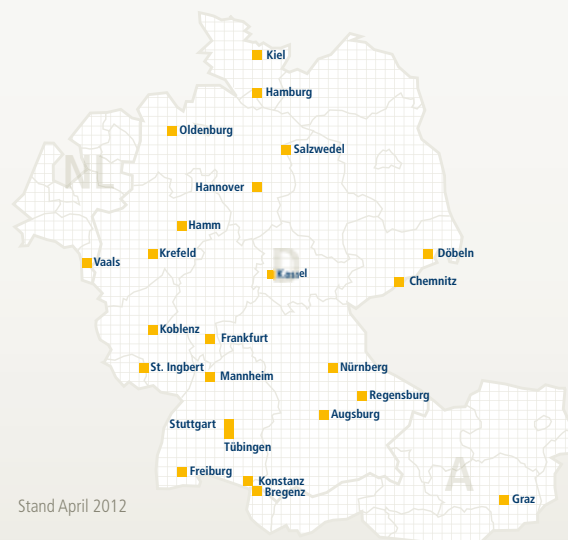 Kiel
Hamburg
Oldenburg
Salzwedel
NL
Hannover
Hamm
Krefeld
Vaals
D
Döbeln
Kassel
Chemnitz
Koblenz
Frankfurt
St. Ingbert
Mannheim
Nürnberg
Regensburg
Augsburg
Stuttgart
Tübingen
Freiburg
A
Konstanz
Bregenz
Graz
Stand April 2012